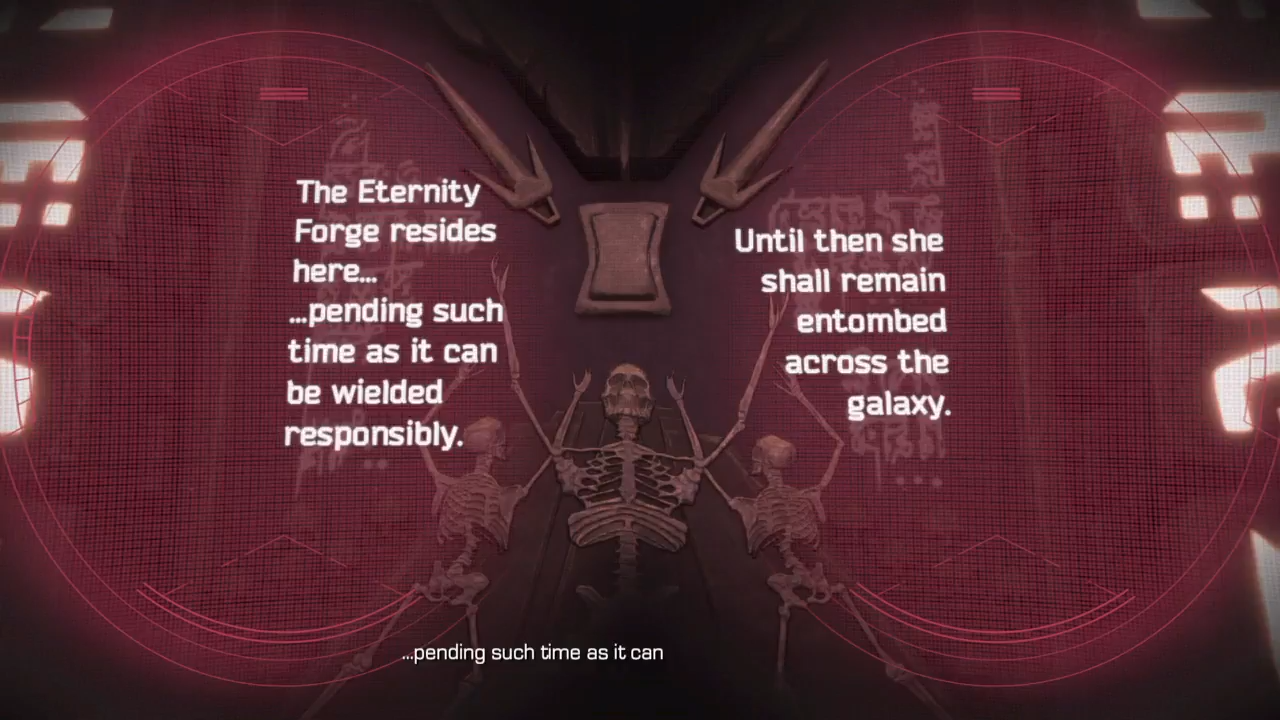 The Eternity
Forge resides
here...
...pending such
time as it can
be wielded
responsibly.
Until then she
shall remain
entombed
across the
galaxy.
...pending such time as it can